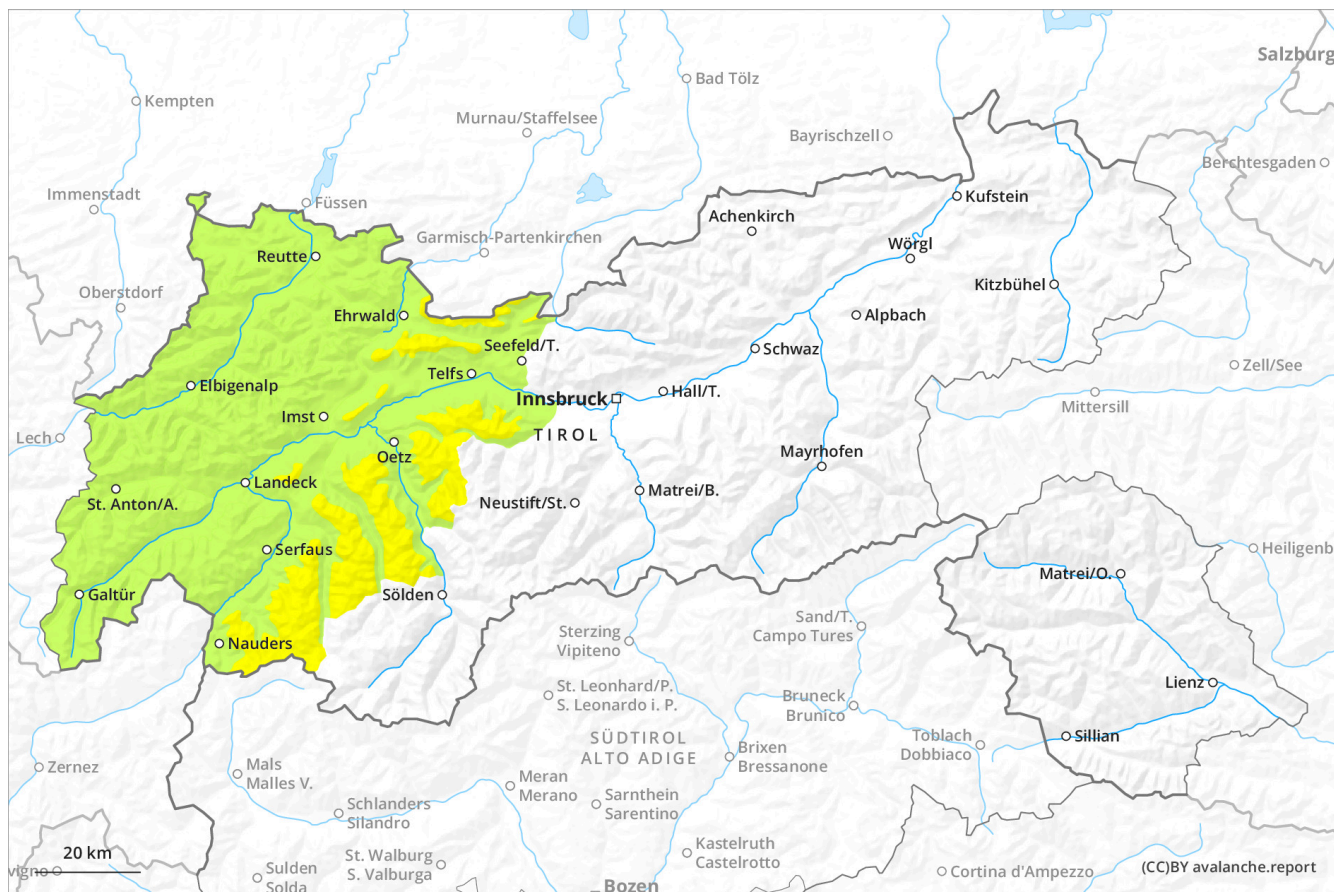 Salzburg
Bad Tölz
Kempten
Murnau/Staffelsee
Bayrischzell
Berchtesgaden
Immenstadt
Füssen
Kufstein
Achenkirch
Garmisch-Partenkirchen
Wörgl
Reutte
Kitzbühel
Oberstdorf
Ehrwald
Alpbach
Seefeld/T.
Schwaz
Zell/See
Telfs
Elbigenalp
Hall/T.
Innsbruck
Mittersill
Imst
Lech
TIROL
Oetz
Mayrhofen
Landeck
Matrei/B.
St. Anton/A.
Neustift/St.
Serfaus
Heiligenb
Matrei/O.
Galtür
Sölden
Sand/T.
Campo Tures
Sterzing
Vipiteno
Nauders
Lienz
St. Leonhard/P.
S. Leonardo i. P.
Bruneck
Brunico
Sillian
SÜDTIROL
ALTO ADIGE
Toblach
Dobbiaco
Brixen
Bressanone
Zernez
Mals
Malles V.
Meran
Merano
Sarnthein
Sarentino
Schlanders
Silandro
Kastelruth
Castelrotto
20 km
St. Walburg
S. Valburga
vigno
Sulden
Solda
Cortina d'Ampezzo
(CC)BY avalanche.report
Bozen